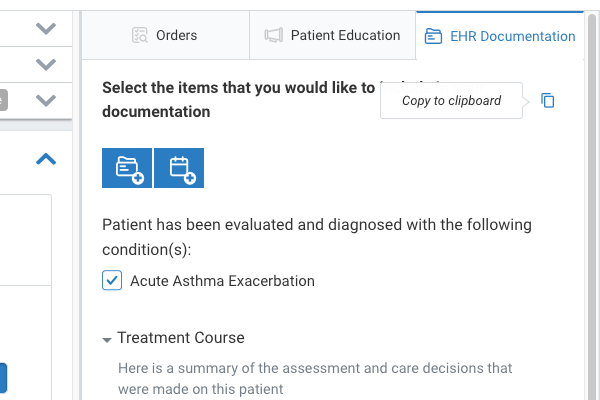 Orders
Patient Education
EHR Documentation
Select the items that you would like to
documentation
Copy to clipboard
Patient has been evaluated and diagnosed with the following
condition(s):
Acute Asthma Exacerbation
Treatment Course
Here is a summary of the assessment and care decisions that
were made on this patient